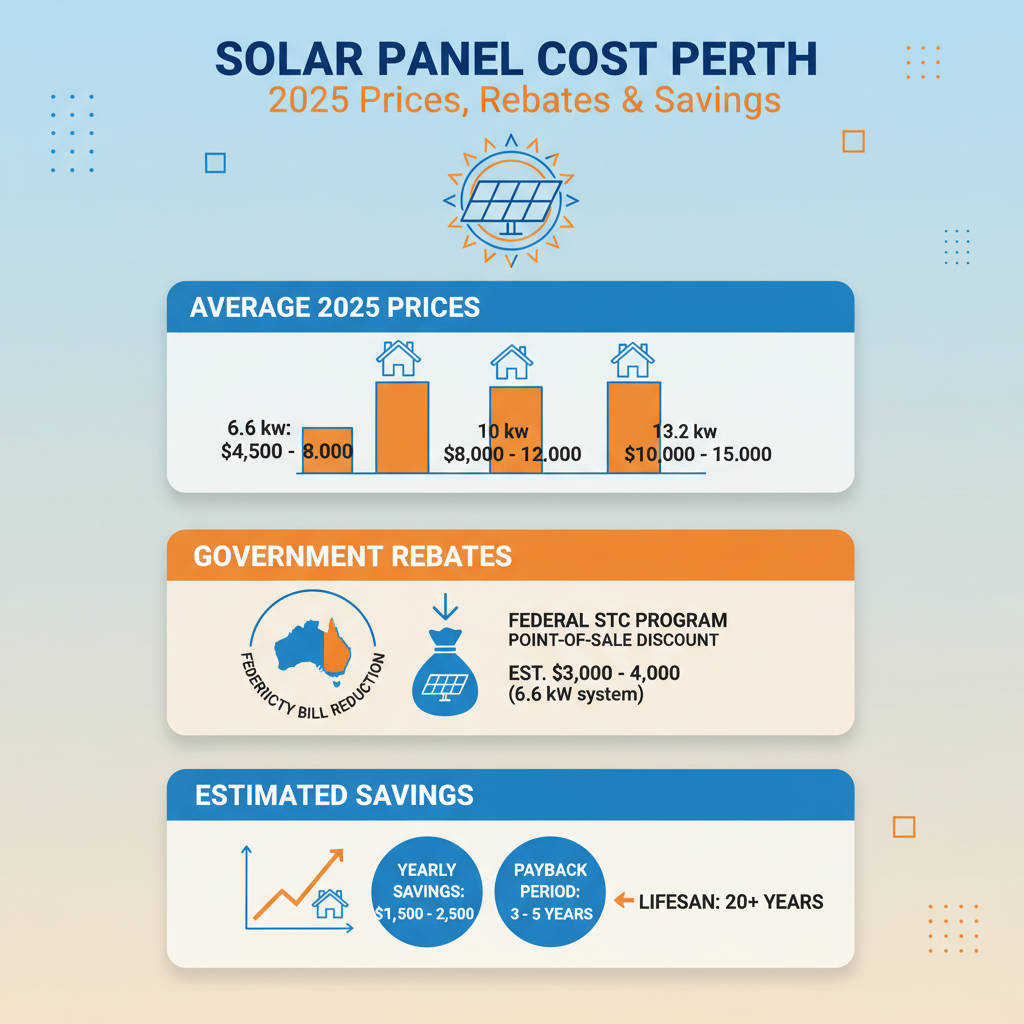 SOLAR PANEL COST PERTH
2025 Prices, Rebates & Savings
AVERAGE 2025 PRICES
6.6 kw:
$4,500 - 8.000
10 kw
$8,000 - 12.000
13.2 kw
$10.000 - 15.000
GOVERNMENT REBATES
FEDERIICTY BILL REDUCTION
FEDERAL STC PROGRAM
POINT-OF-SALE DISCOUNT
EST. $3,000 - 4,000
(6.6 kW system)
ESTIMATED SAVINGS
YEARLY
SAVINGS:
$1,500 - 2,500
PAYBACK
PERIOD:
3 - 5 YEARS
LIFESAN: 20+ YEARS